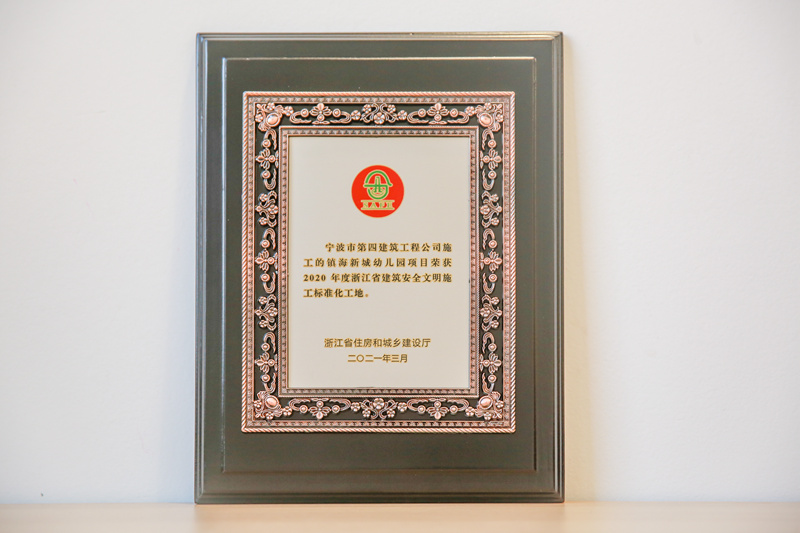 宁波市第四建筑工程公司施
工的镇海新城幼儿园项目荣获
2020 年度浙江省建筑安全文明施
工标准化工地。
浙江省住房和城乡建设厅
二〇二一年三月